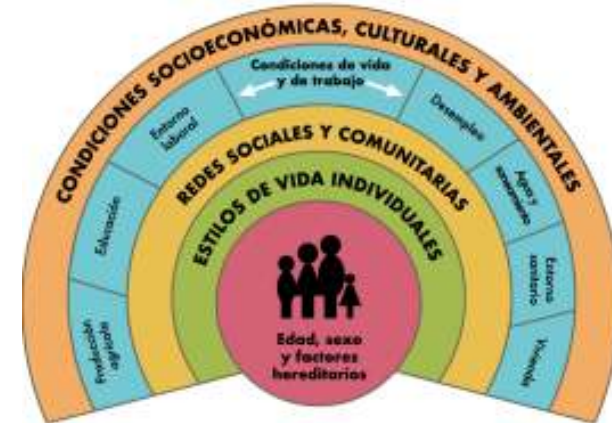 CONDICIONES SOCIOECONÓMICAS, CULTURALES Y AMBIENTALES
Condiciones de vida
y de trabajo
Producción
agrícola
Educación
Entorno
laboral
Desempleo
Agua y
saneamiento
Entorno
sanitario
Vivienda
REDES SOCIALES Y COMUNITARIAS
ESTILOS DE VIDA INDIVIDUALES
Edad, sexo
y factores
hereditarios